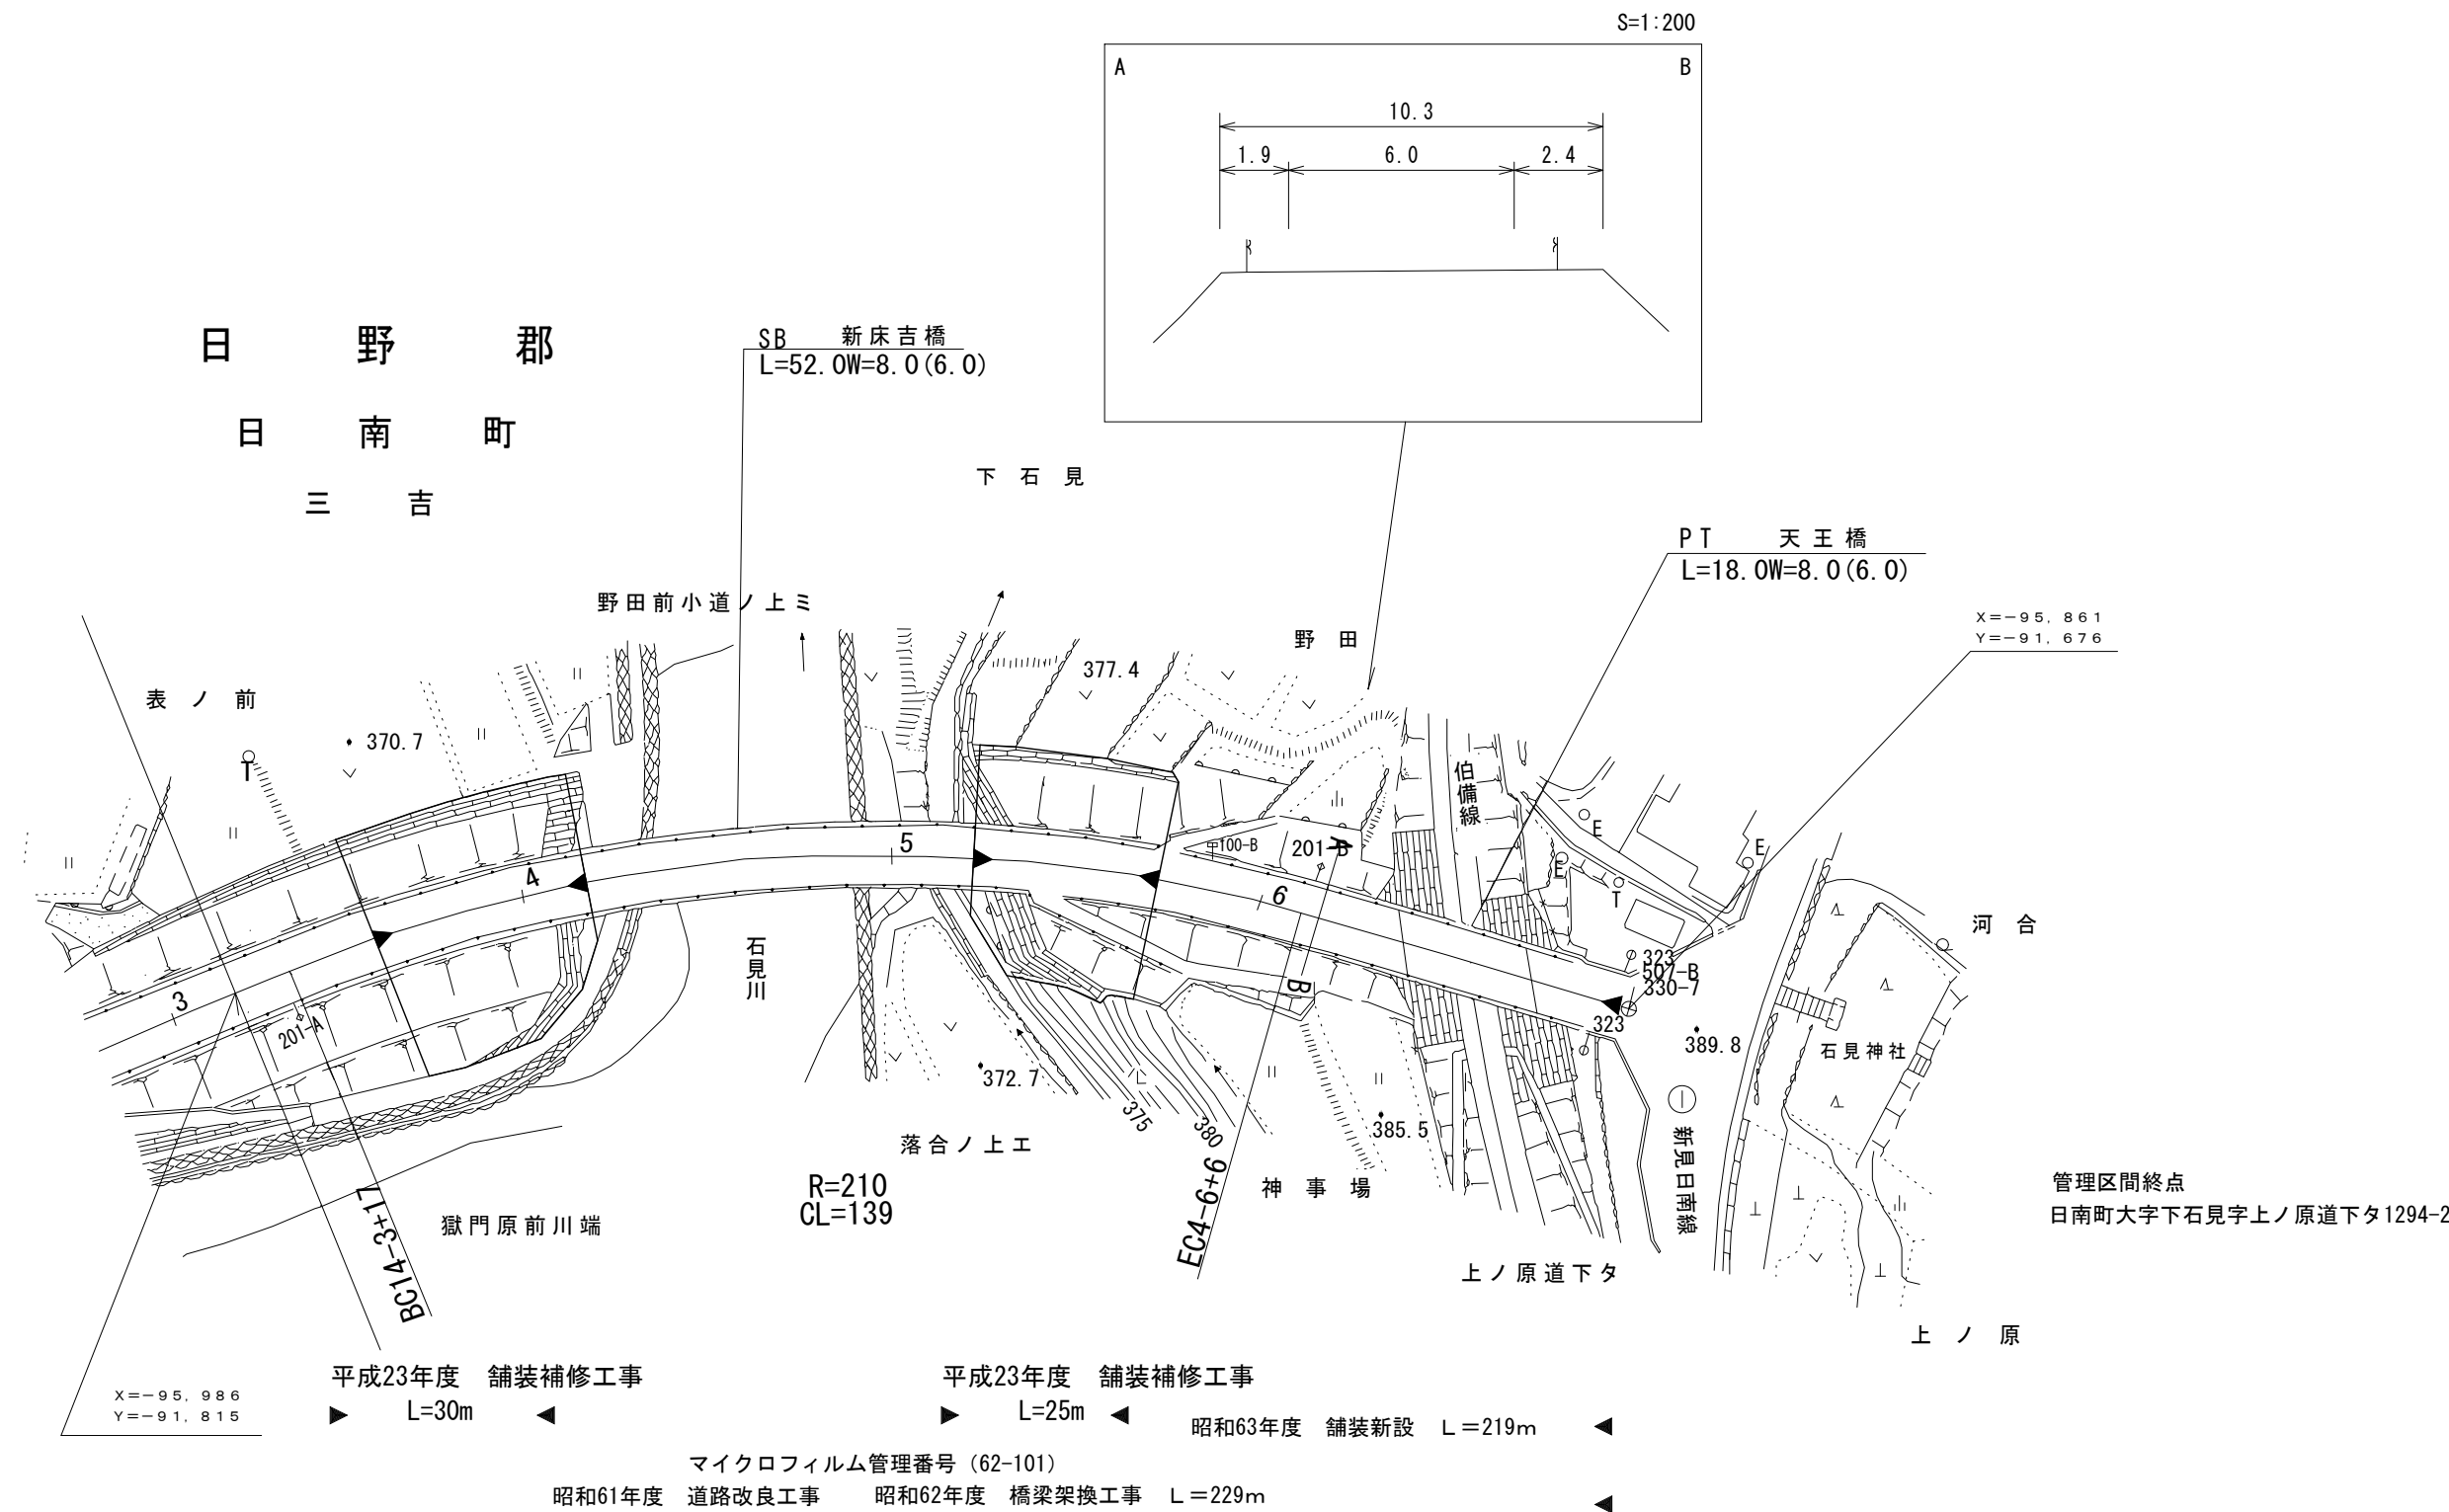 S=1:200
A
B
10.3
1.9
6.0
2.4
日野郡
日南町
三吉
SB 新床吉橋
L=52.0W=8.0(6.0)
下石見
PT 天王橋
L=18.0W=8.0(6.0)
X=-95, 861
Y=-91, 676
野田前小道ノ上ミ
野田
377.4
表ノ前
370.7
T
伯備線
E
E
E
T
100-B
201-B
A
3
4
5
6
201-A
石見川
河合
323
507-B
330-7
323
B
389.8
石見神社
372.7
375
380
385.5
落合ノ上エ
R=210
CL=139
BC14-3+17
EC4-6+9
獄門原前川端
神事場
新見日南線
管理区間終点
日南町大字下石見字上ノ原道下タ1294-2
上ノ原道下タ
上ノ原
X=-95, 986
Y=-91, 815
平成23年度 舗装補修工事
L=30m
平成23年度 舗装補修工事
L=25m
昭和63年度 舗装新設 L=219m
マイクロフィルム管理番号(62-101)
昭和61年度 道路改良工事 昭和62年度 橋梁架換工事 L=229m